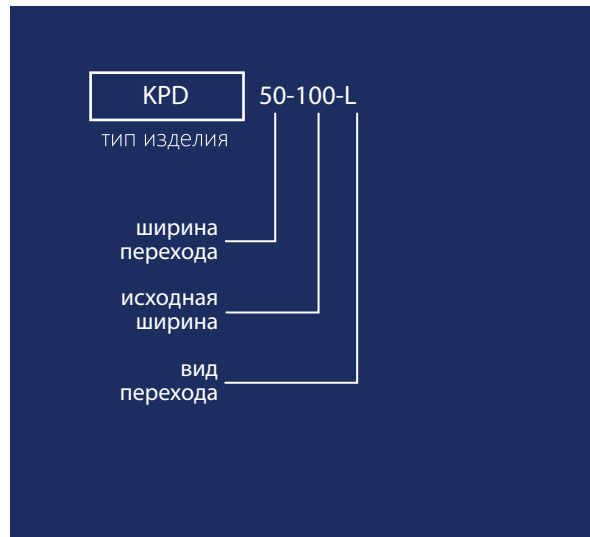 KPD 50-100-L
тип изделия
ширина
перехода
исходная
ширина
вид
перехода